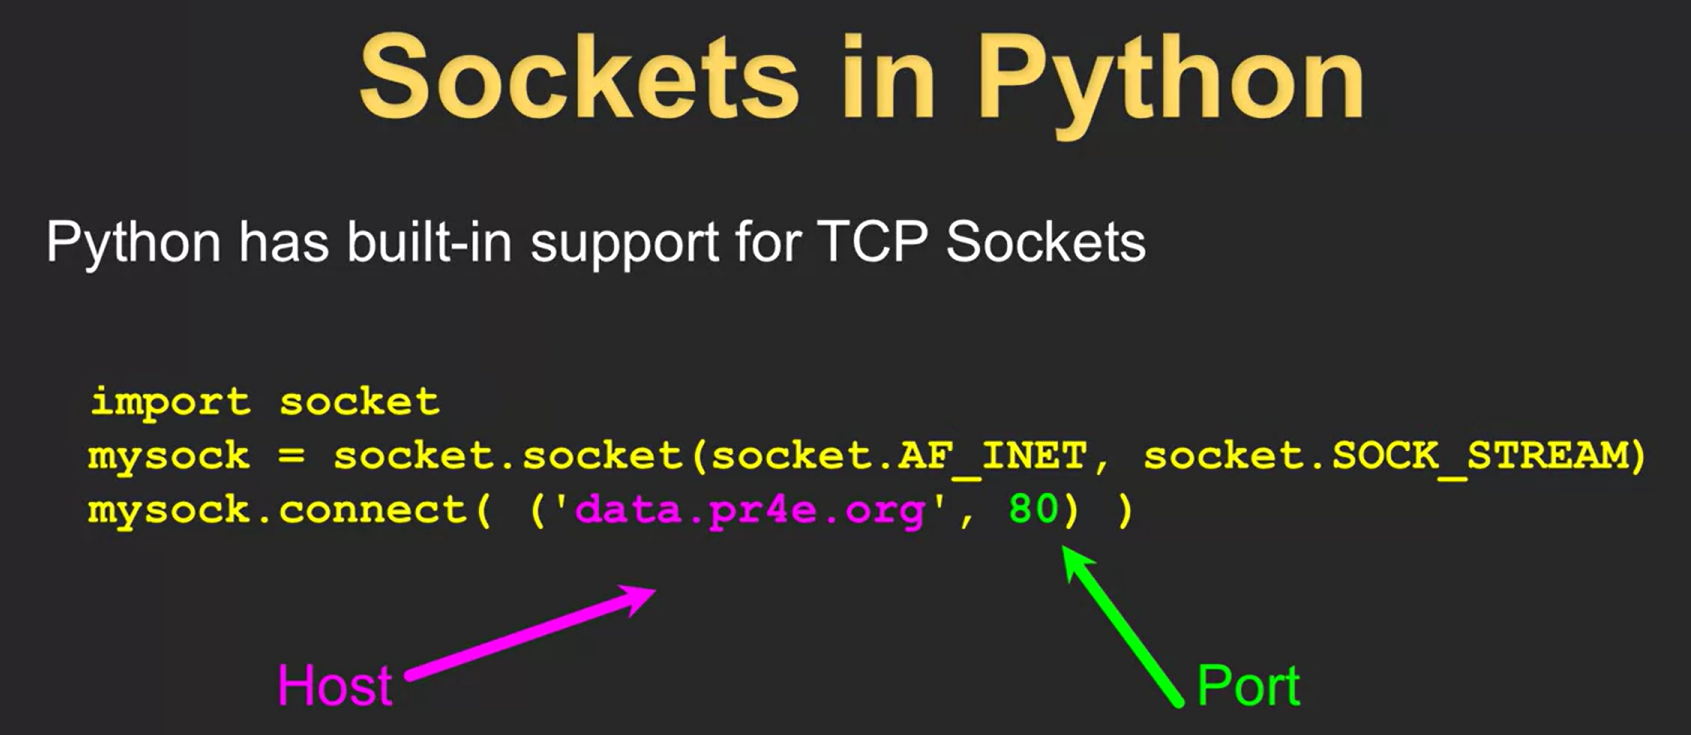 Sockets in Python
Python has built-in support for TCP Sockets
import socket
mysock = socket.socket(socket.AF_INET, socket.SOCK_STREAM)
mysock.connect( ('data.pr4e.org', 80) )
Host
Port